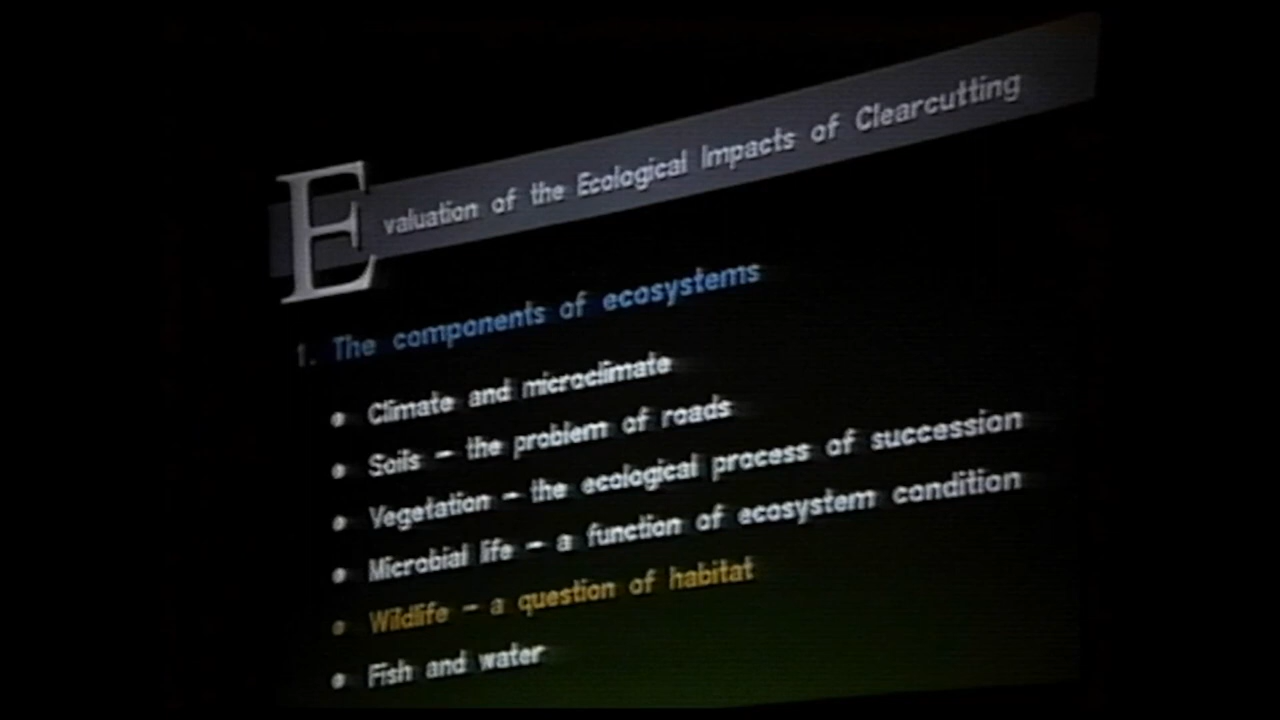 Evaluation of the Ecological Impacts of Clearcutting
1. The components of ecosystems
• Climate and microclimate
• Soils – the problem of roads
• Vegetation – the ecological process of succession
• Microbial life – a function of ecosystem condition
• Wildlife – a question of habitat
• Fish and water